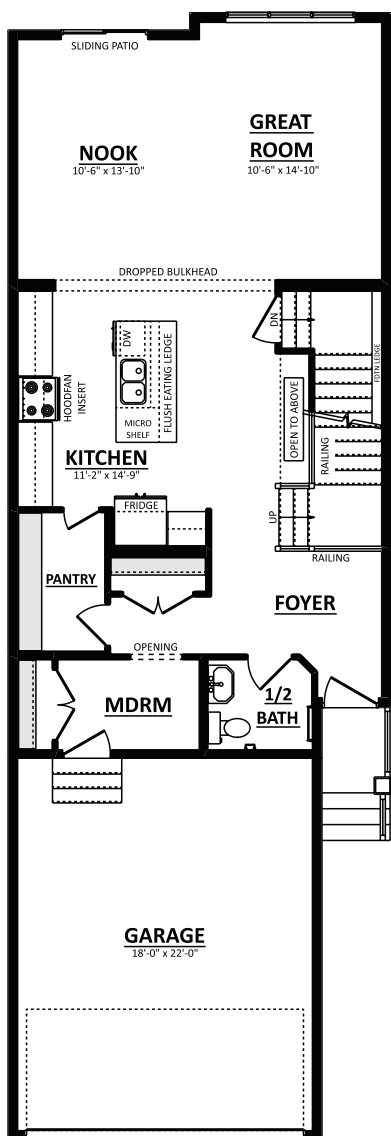 SLIDING PATIO
GREAT
ROOM
10'-6" x 14'-10"
NOOK
10'-6" x 13'-10"
DROPPED BULKHEAD
DN
FDTN LEDGE
DW
FLUSH EATING LEDGE
HOODFAN
INSERT
MICRO
SHELF
OPEN TO ABOVE
RAILING
KITCHEN
11'-2" x 14'-9"
FRIDGE
UP
RAILING
PANTRY
FOYER
OPENING
MDRM
1/2
BATH
GARAGE
18'-0" x 22'-0"